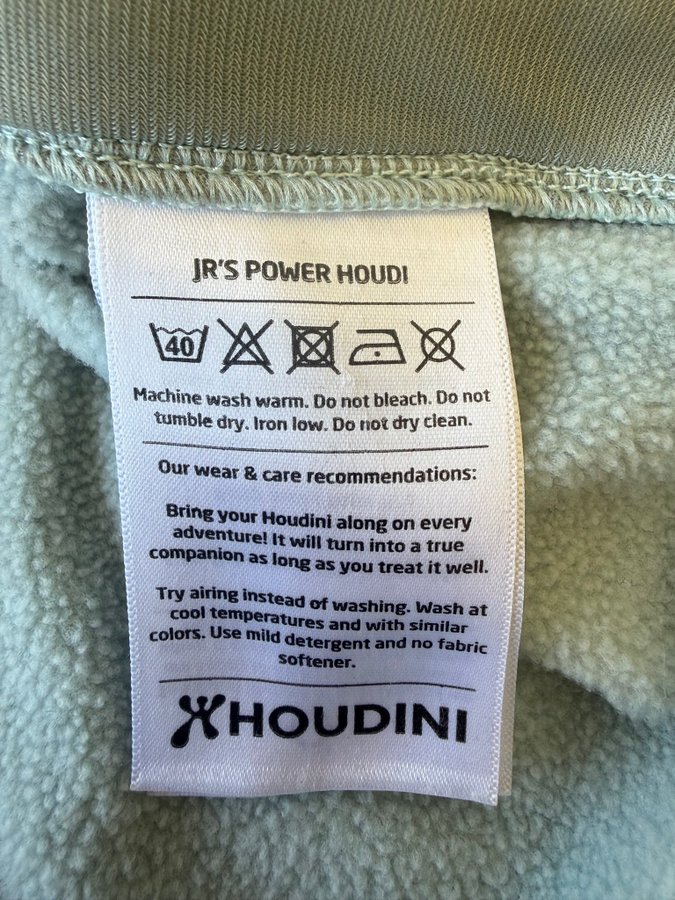 JR'S POWER HOUDI
40
Machine wash warm. Do not bleach. Do not
tumble dry. Iron low. Do not dry clean.
Our wear & care recommendations:
Bring your Houdini along on every
adventure! It will turn into a true
companion as long as you treat it well.
Try airing instead of washing. Wash at
cool temperatures and with similar
colors. Use mild detergent and no fabric
softener.
HOUDINI